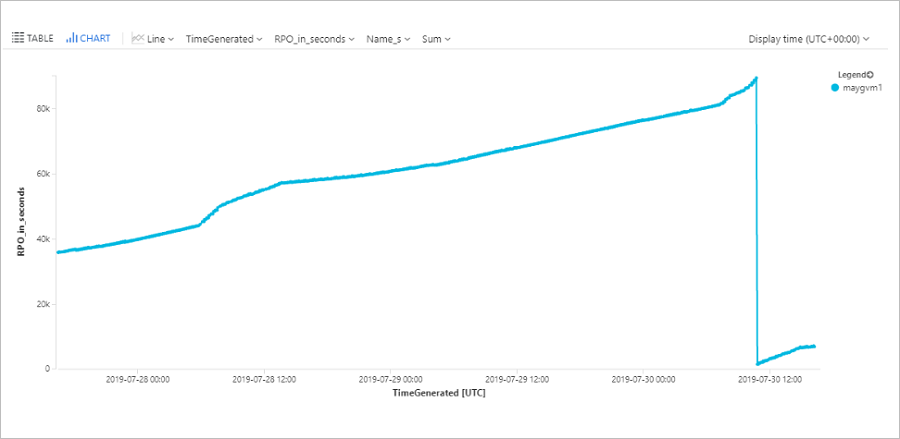 TABLE CHART Line TimeGenerated RPO_in_seconds Name_s Sum Display time (UTC+00:00)
Legend
maygvm1
80k
60k
40k
20k
0
RPO_in_seconds
2019-07-28 00:00 2019-07-28 12:00 2019-07-29 00:00 2019-07-29 12:00 2019-07-30 00:00 2019-07-30 12:00
TimeGenerated [UTC]